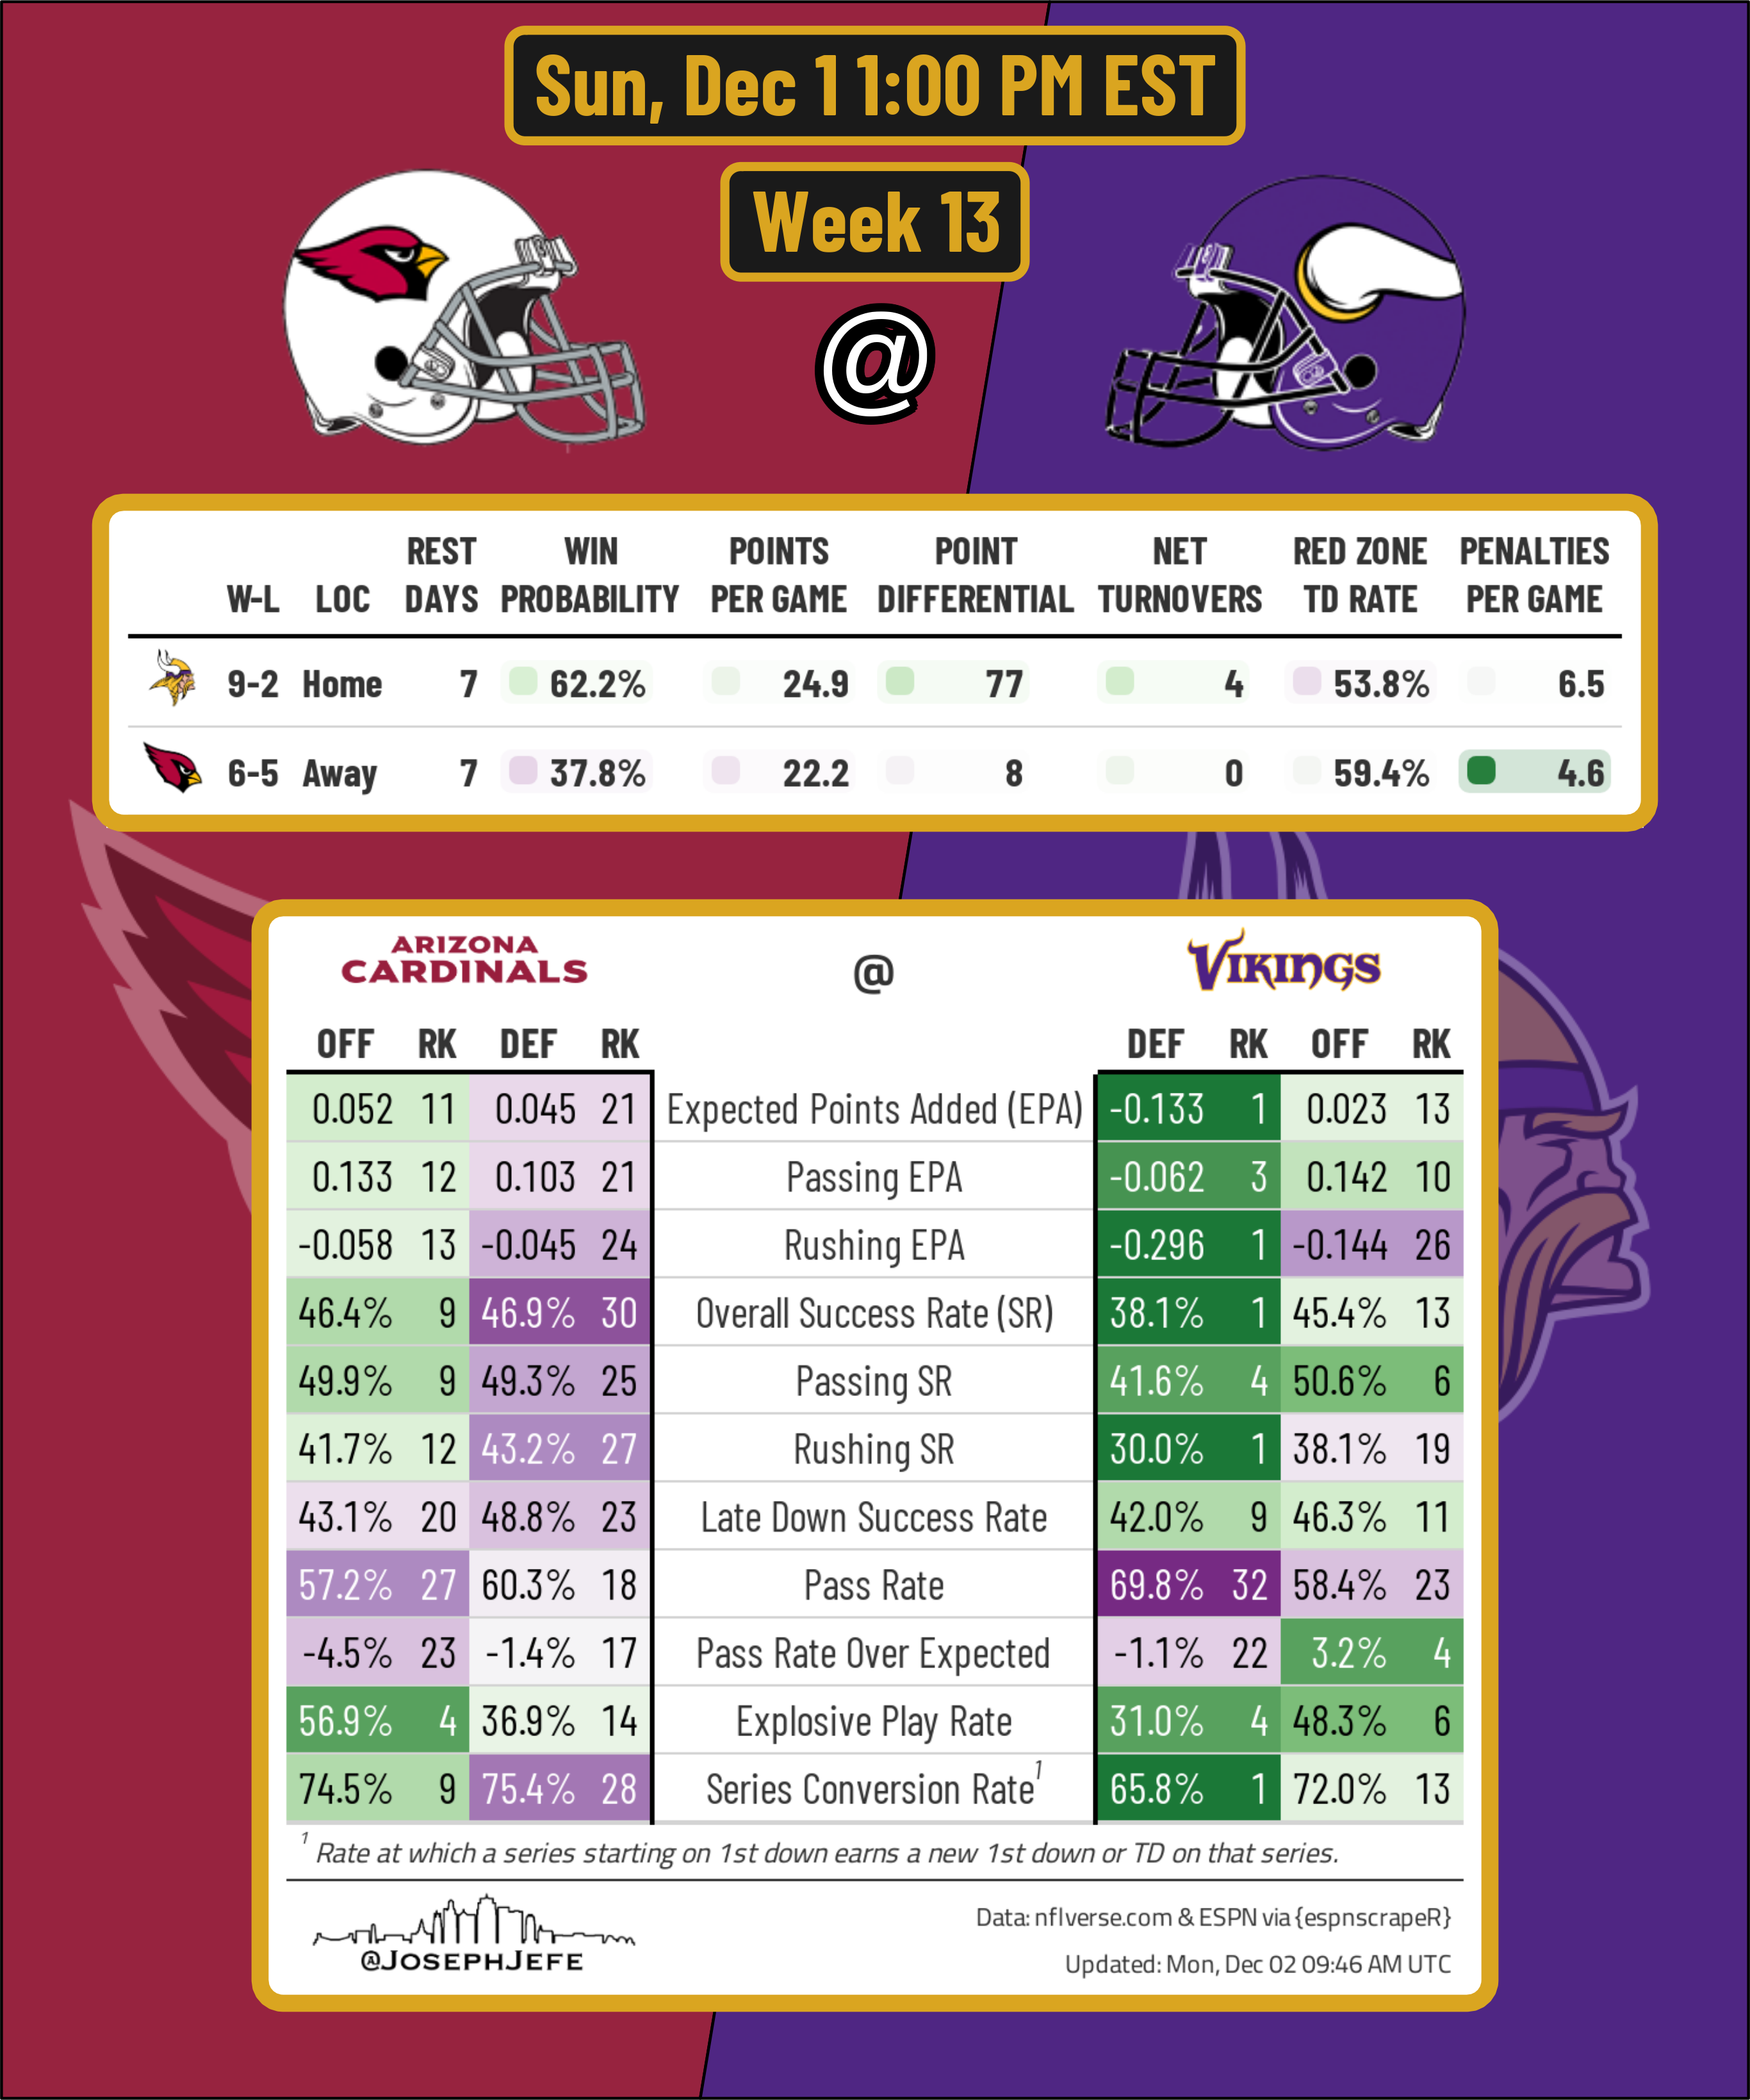 Sun, Dec 1 1:00 PM EST
Week 13
@
W-L LOC REST DAYS WIN PROBABILITY POINTS PER GAME POINT DIFFERENTIAL NET TURNOVERS RED ZONE TD RATE PENALTIES PER GAME
9-2 Home 7 62.2% 24.9 77 4 53.8% 6.5
6-5 Away 7 37.8% 22.2 8 0 59.4% 4.6
ARIZONA
CARDINALS @ VIKINGS
OFF RK DEF RK DEF RK OFF RK
0.052 11 0.045 21 Expected Points Added (EPA) -0.133 1 0.023 13
0.133 12 0.103 21 Passing EPA -0.062 3 0.142 10
-0.058 13 -0.045 24 Rushing EPA -0.296 1 -0.144 26
46.4% 9 46.9% 30 Overall Success Rate (SR) 38.1% 1 45.4% 13
49.9% 9 49.3% 25 Passing SR 41.6% 4 50.6% 6
41.7% 12 43.2% 27 Rushing SR 30.0% 1 38.1% 19
43.1% 20 48.8% 23 Late Down Success Rate 42.0% 9 46.3% 11
57.2% 27 60.3% 18 Pass Rate 69.8% 32 58.4% 23
-4.5% 23 -1.4% 17 Pass Rate Over Expected -1.1% 22 3.2% 4
56.9% 4 36.9% 14 Explosive Play Rate 31.0% 4 48.3% 6
74.5% 9 75.4% 28 Series Conversion Rate¹ 65.8% 1 72.0% 13
¹ Rate at which a series starting on 1st down earns a new 1st down or TD on that series.
@JOSEPHJEFE
Data: nflverse.com & ESPN via {espnscrapeR}
Updated: Mon, Dec 02 09:46 AM UTC